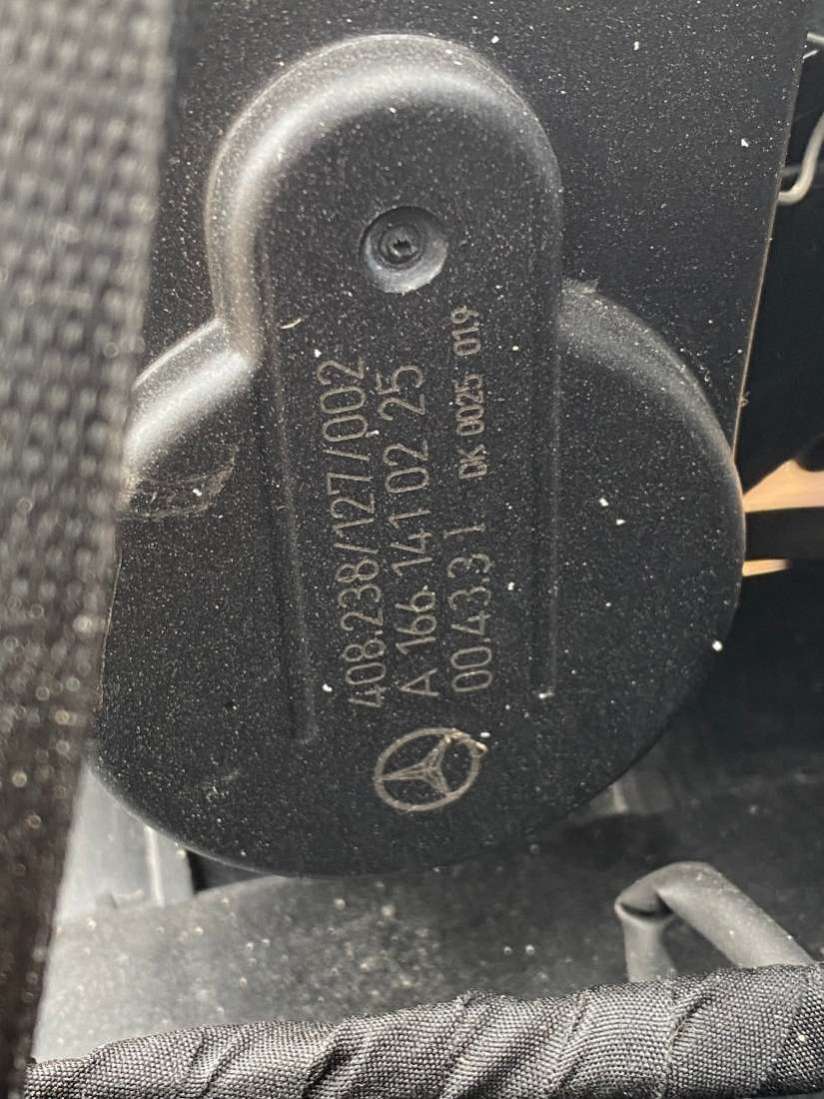 408.238/127/002
A 166 141 02 25
00.43.3 I DK 0025 019